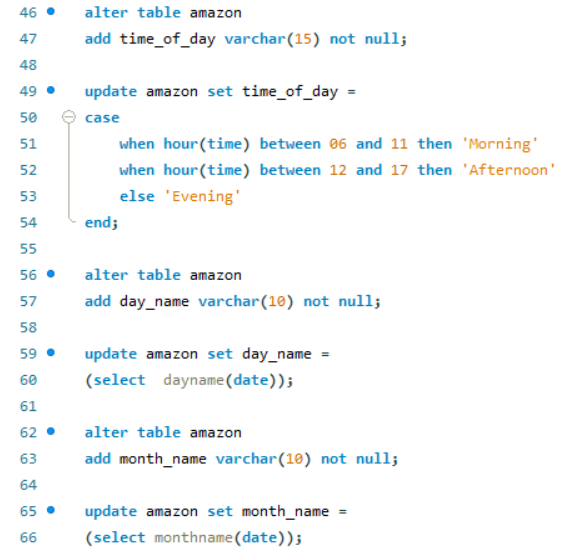 46 alter table amazon
47 add time_of_day varchar(15) not null;
48
49 update amazon set time_of_day =
50 case
51 when hour(time) between 06 and 11 then 'Morning'
52 when hour(time) between 12 and 17 then 'Afternoon'
53 else 'Evening'
54 end;
55
56 alter table amazon
57 add day_name varchar(10) not null;
58
59 update amazon set day_name =
60 (select  dayname(date));
61
62 alter table amazon
63 add month_name varchar(10) not null;
64
65 update amazon set month_name =
66 (select monthname(date));